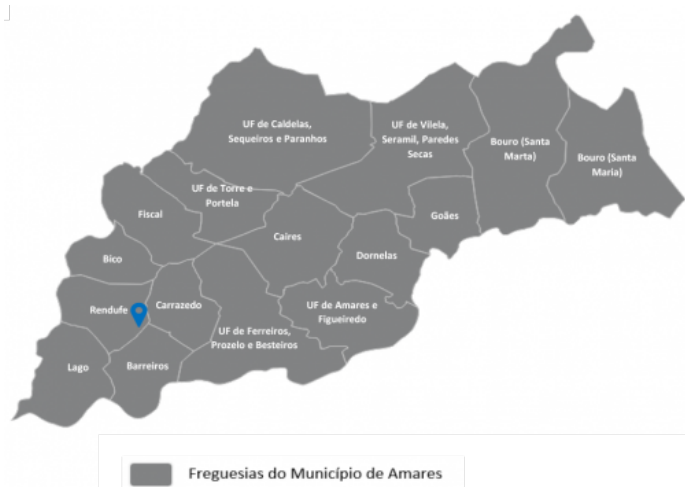 UF de Caldelas,
Sequeiros e Paranhos
UF de Vilela,
Seramil, Paredes
Secas
Bouro (Santa
Marta)
Bouro (Santa
Maria)
UF de Torre e
Portela
Fiscal
Goães
Caires
Dornelas
Bico
Rendufe
Carrazedo
UF de Amares e
Figueiredo
UF de Ferreiros,
Prozelo e Besteiros
Lago
Barreiros
Freguesias do Município de Amares